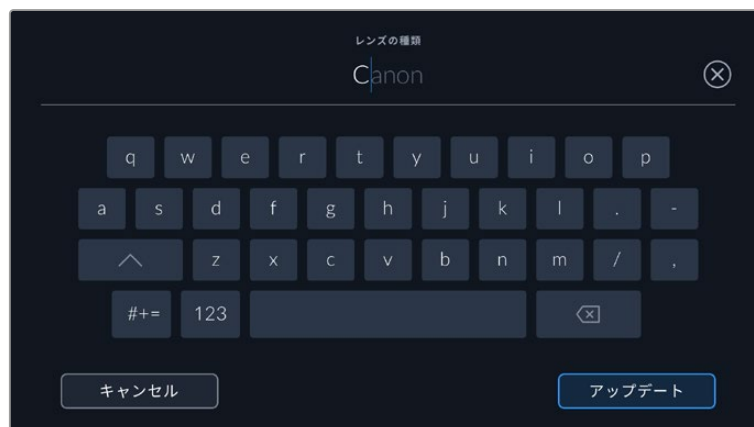 レンズの種類
Canon
q w e r t y u i o p
a s d f g h j k l . -
z x c v b n m / ,
#+= 123
キャンセル アップデート